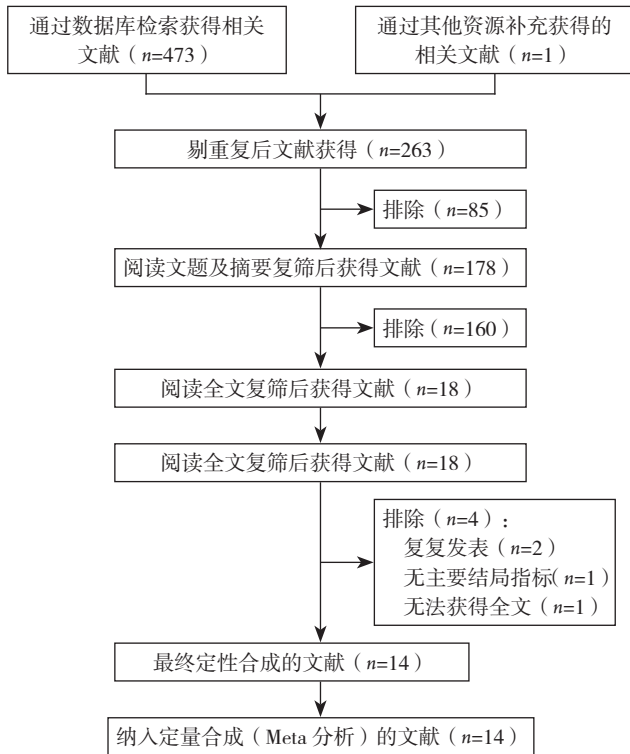 通过数据库检索获得相关
文献（n=473）
通过其他资源补充获得的
相关文献（n=1）
剔重复后文献获得（n=263）
排除（n=85）
阅读文题及摘要复筛后获得文献（n=178）
排除（n=160）
阅读全文复筛后获得文献（n=18）
阅读全文复筛后获得文献（n=18）
排除（n=4）：
复复发表（n=2）
无主要结局指标(n=1）
无法获得全文（n=1）
最终定性合成的文献（n=14）
纳入定量合成（Meta 分析）的文献（n=14）